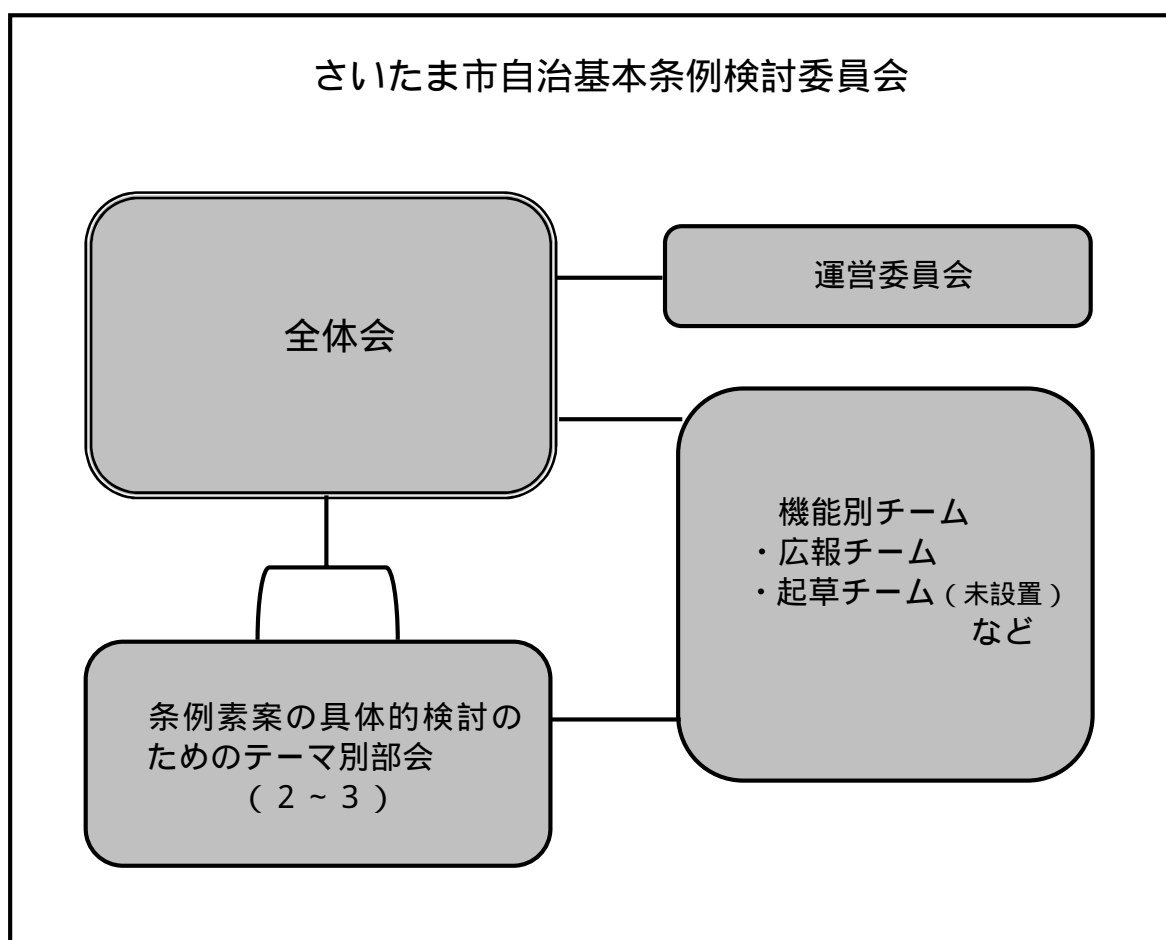 さいたま市自治基本条例検討委員会
全体会
運営委員会
機能別チーム
・広報チーム
・起草チーム（未設置）
など
条例素案の具体的検討の
ためのテーマ別部会
（２～３）